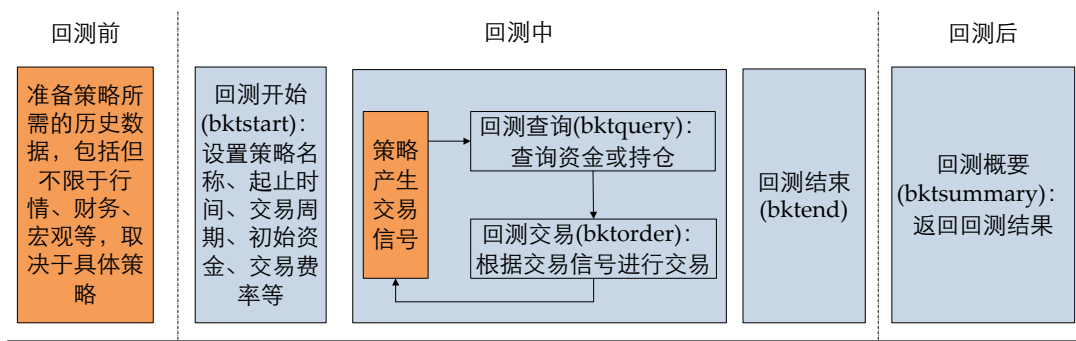 回测前
回测中
回测后
准备策略所
需的历史数
据，包括但
不限于行
情、财务、
宏观等，取
决于具体策
略
回测开始
(bktstart)：
设置策略名
称、起止时
间、交易周
期、初始资
金、交易费
率等
策略
产生
交易
信号
回测查询(bktquery)：
查询资金或持仓
回测交易(bktorder)：
根据交易信号进行交易
回测结束
(bktend)
回测概要
(bktsummary)：
返回回测结果